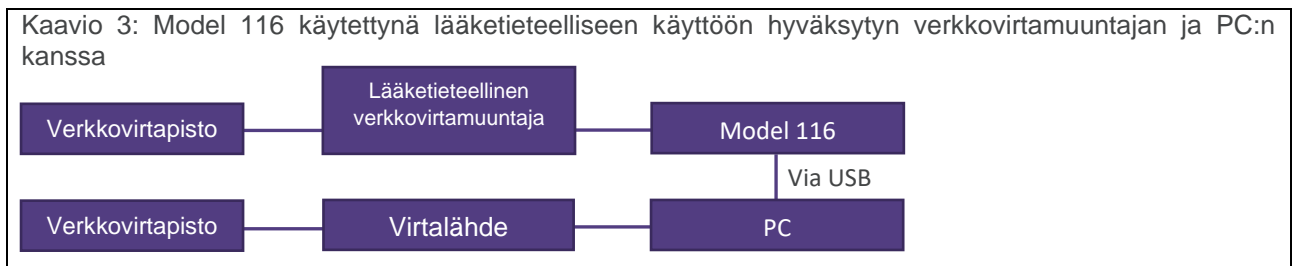 Kaavio 3: Model 116 käytettynä lääketieteelliseen käyttöön hyväksytyn verkkovirtamuuntajan ja PC:n
kanssa
Lääketieteellinen
verkkovirtamuuntaja
Verkkovirtapisto
Model 116
Via USB
Verkkovirtapisto
Virtalähde
PC